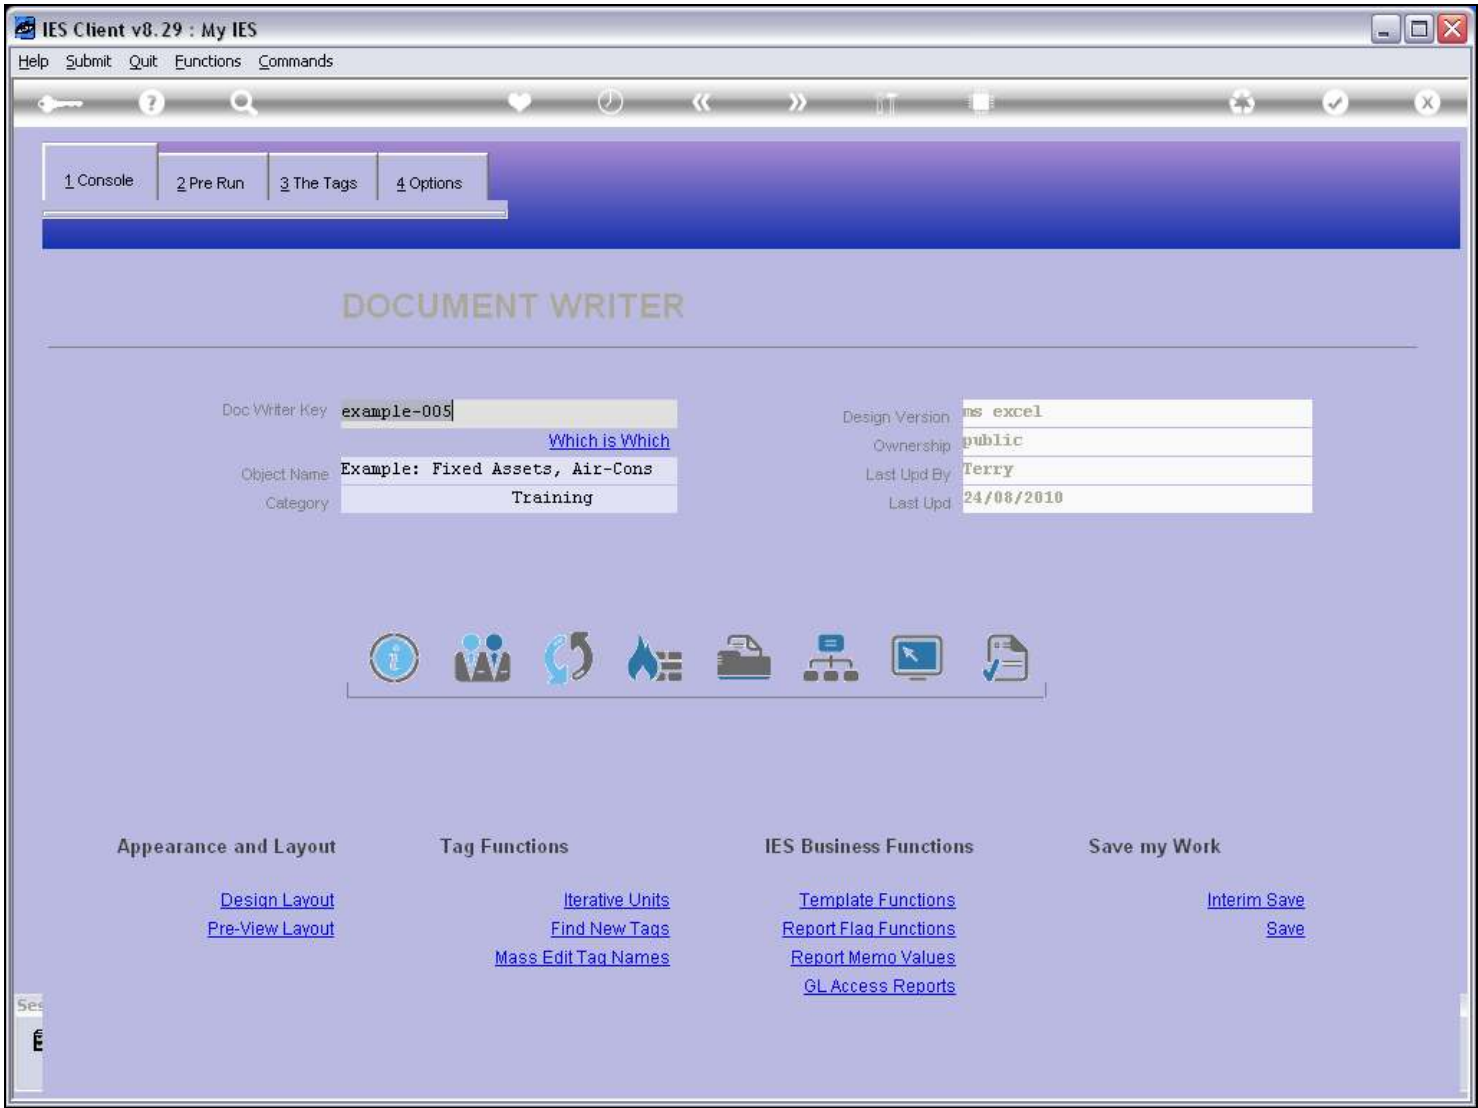 IES Client v8.29 : My IES
Help Submit Quit Functions Commands
1 Console 2 Pre Run 3 The Tags 4 Options
DOCUMENT WRITER
Doc Writer Key example-005
Which is Which
Object Name Example: Fixed Assets, Air-Cons
Category Training
Design Version ms excel
Ownership public
Last Upd By Terry
Last Upd 24/08/2010
Appearance and Layout
Design Layout
Pre-View Layout
Tag Functions
Iterative Units
Find New Tags
Mass Edit Tag Names
IES Business Functions
Template Functions
Report Flag Functions
Report Memo Values
GL Access Reports
Save my Work
Interim Save
Save